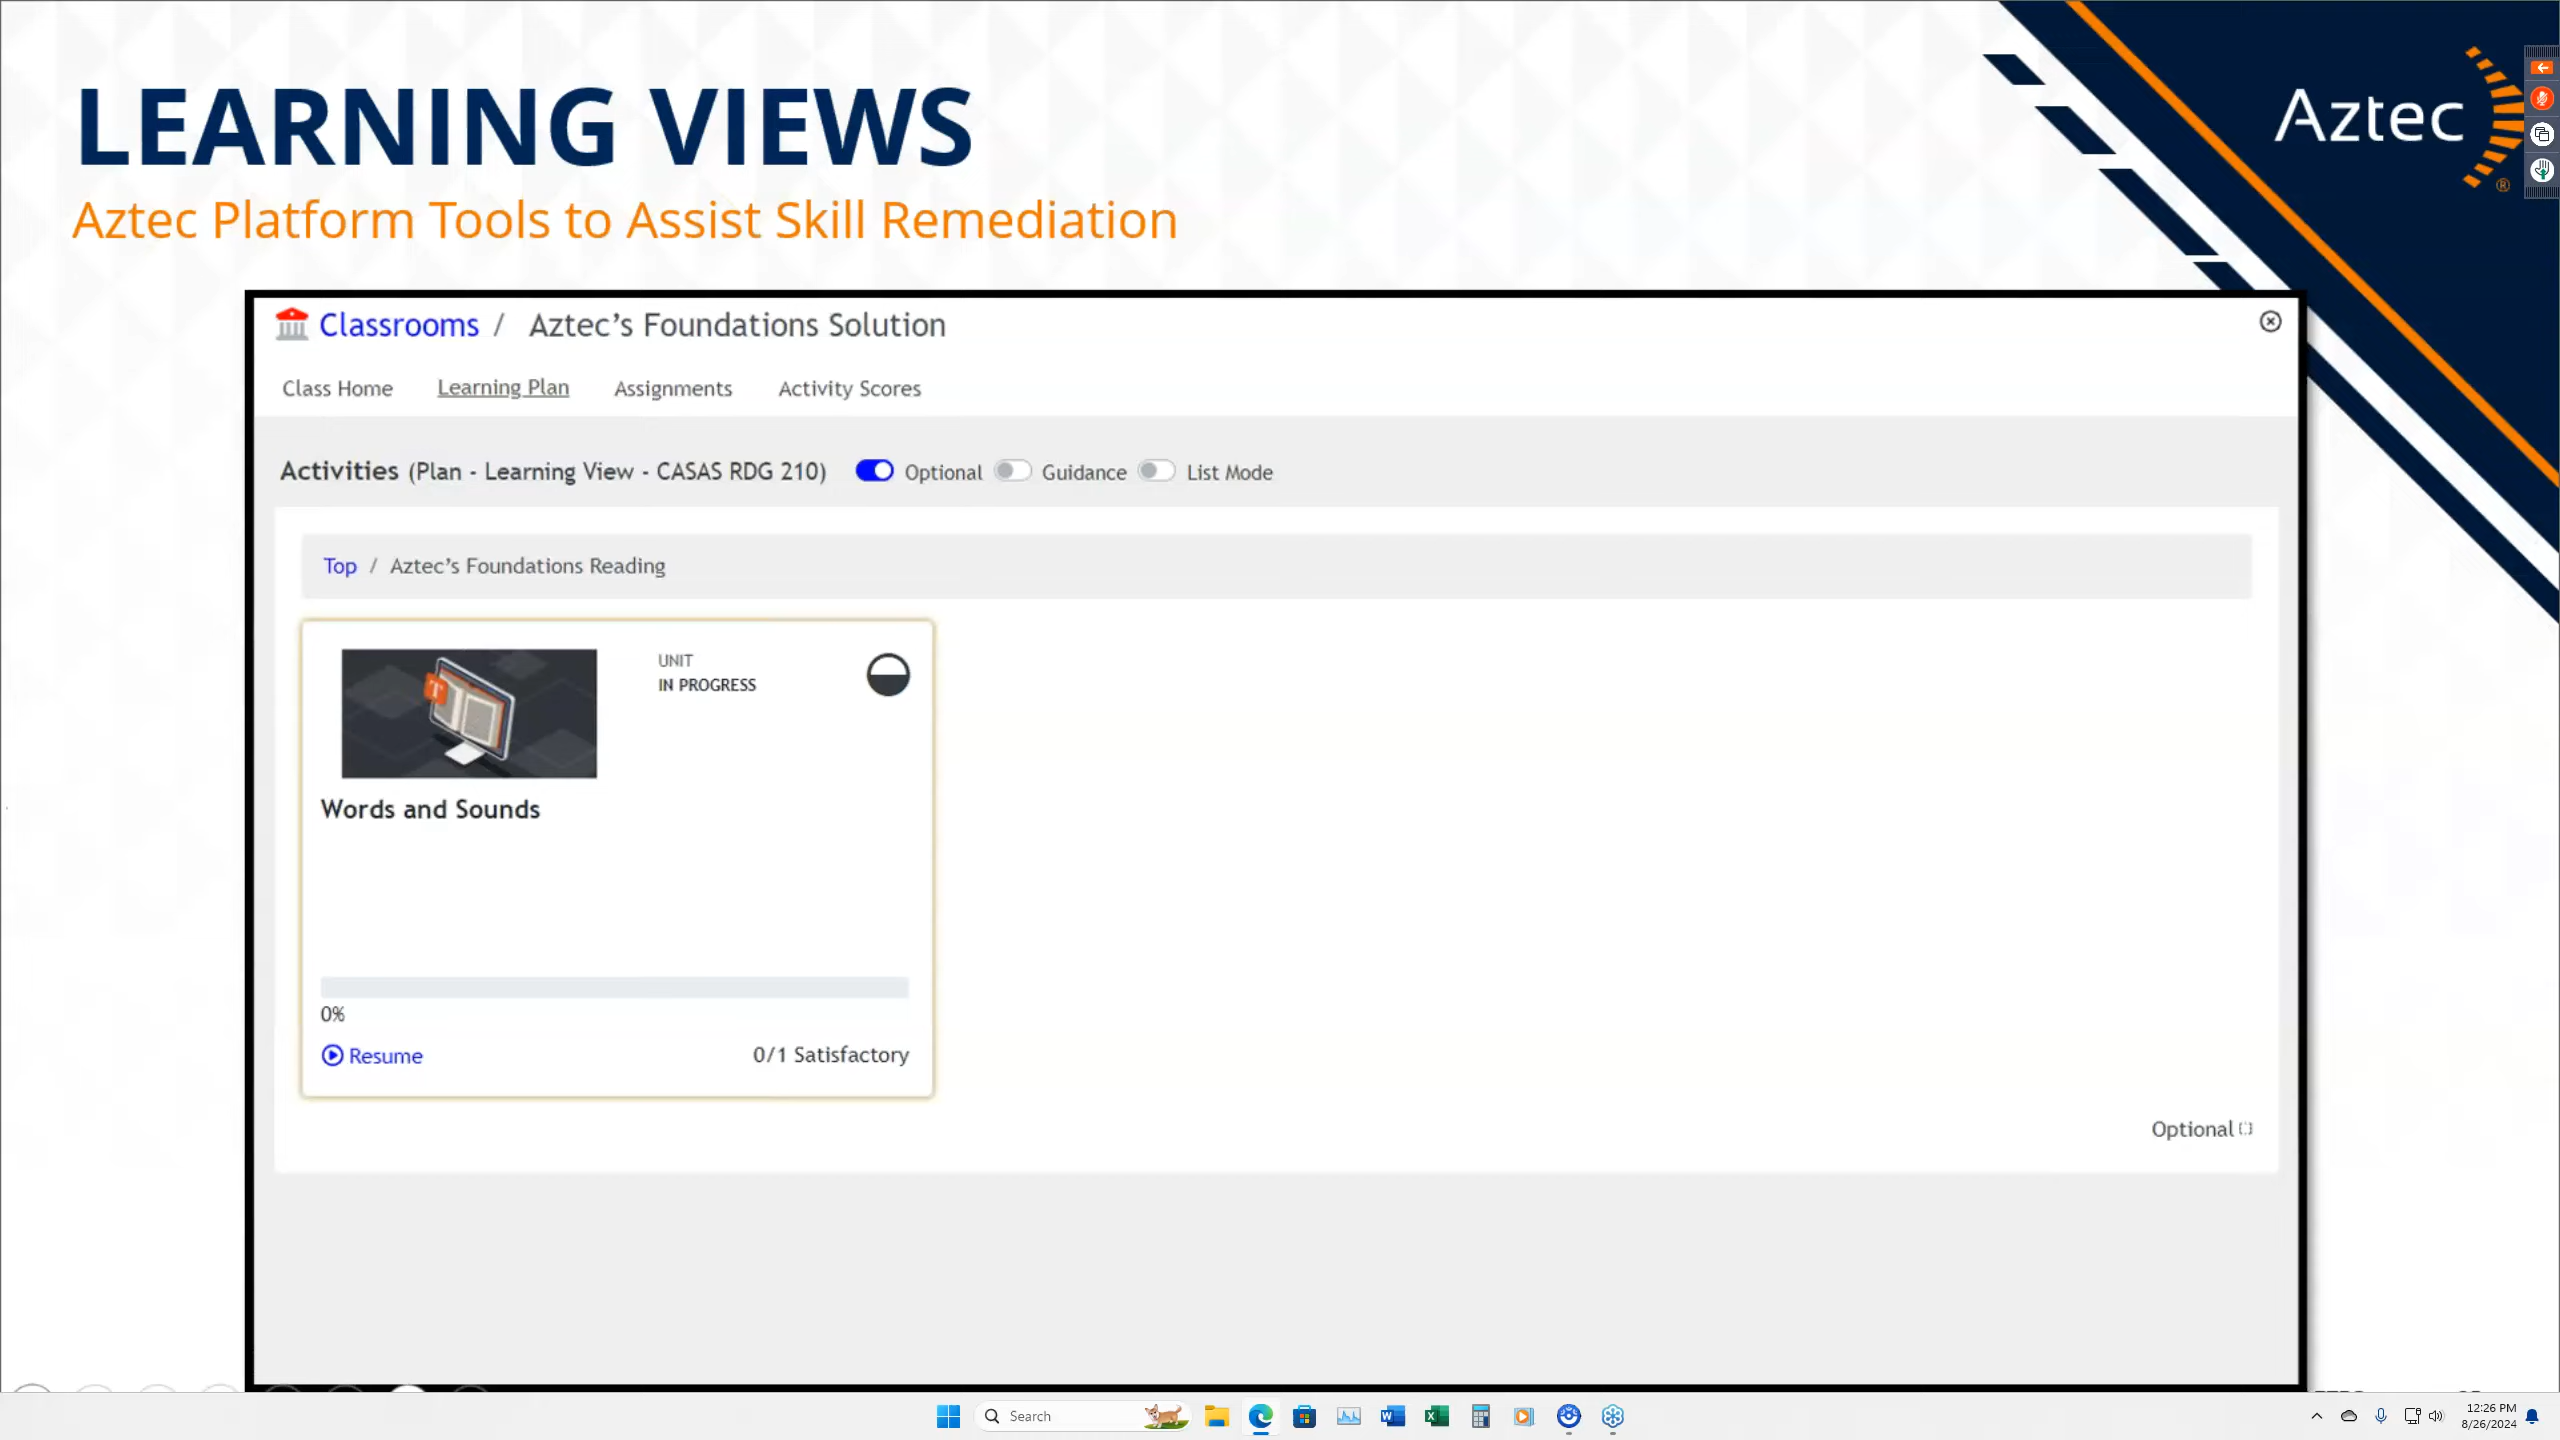 LEARNING VIEWS
Aztec Platform Tools to Assist Skill Remediation
Aztec
®
Classrooms / Aztec’s Foundations Solution
Class Home Learning Plan Assignments Activity Scores
Activities (Plan - Learning View - CASAS RDG 210) Optional Guidance List Mode
Top / Aztec’s Foundations Reading
UNIT
IN PROGRESS
T
Words and Sounds
0%
Resume 0/1 Satisfactory
Optional
Search
12:26 PM
8/26/2024